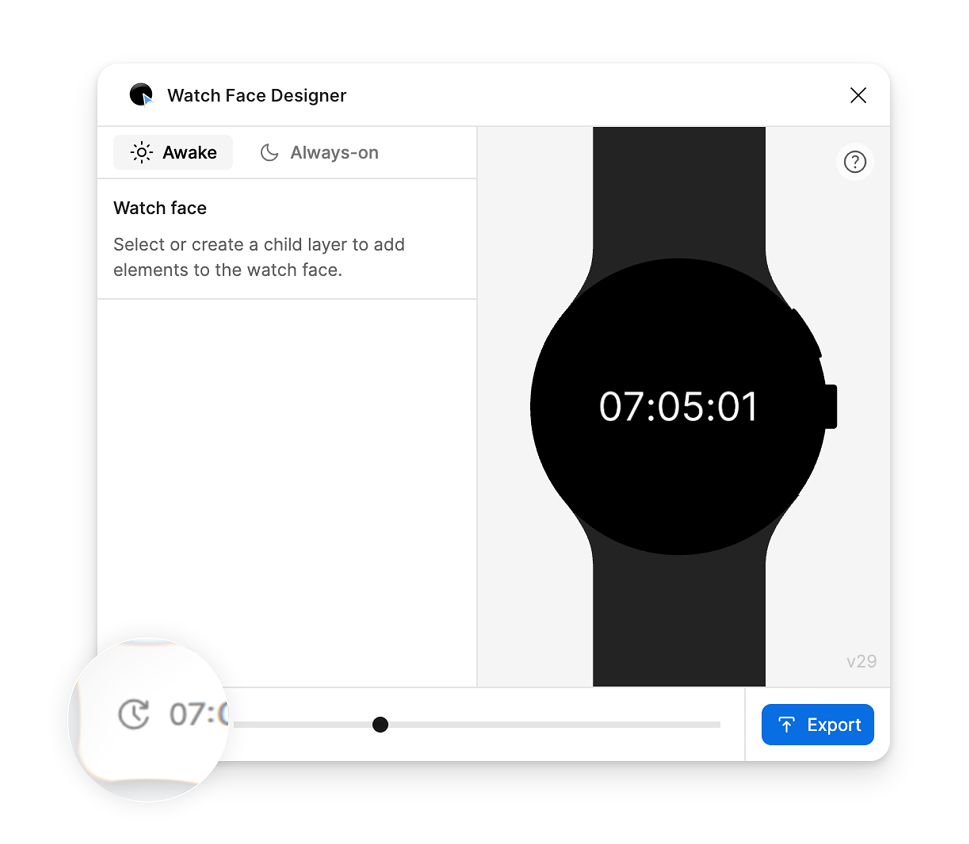 Watch Face Designer
Awake
Always-on
Watch face
Select or create a child layer to add
elements to the watch face.
?
07:05:01
v29
07:
Export